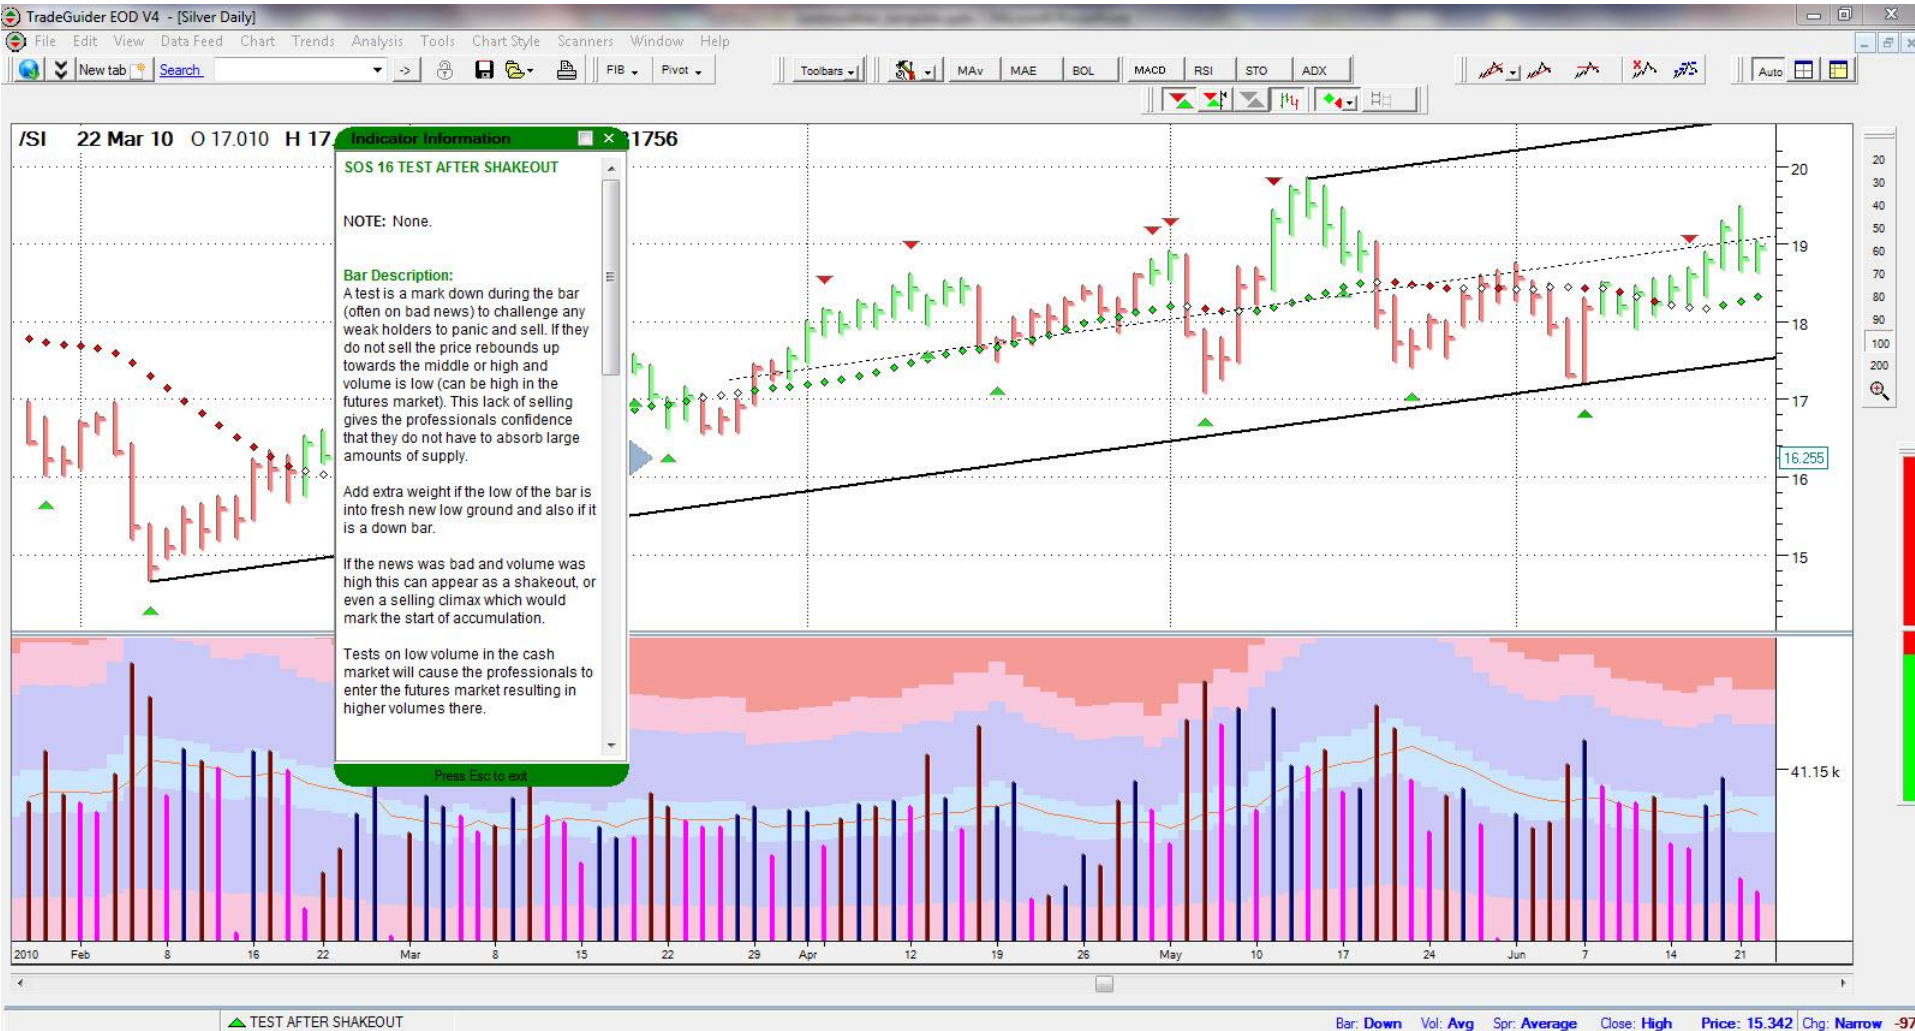 TradeGuider EOD V4 - [Silver Daily]
File Edit View Data Feed Chart Trends Analysis Tools Chart Style Scanners Window Help
New tab Search -> FIB Pivot Toolbars MAv MAE BOL MACD RSI STO ADX Auto
/SI 22 Mar 10 O 17.010 H 17. 1756
Indicator Information
SOS 16 TEST AFTER SHAKEOUT
NOTE: None.
Bar Description:
A test is a mark down during the bar
(often on bad news) to challenge any
weak holders to panic and sell. If they
do not sell the price rebounds up
towards the middle or high and
volume is low (can be high in the
futures market). This lack of selling
gives the professionals confidence
that they do not have to absorb large
amounts of supply.
Add extra weight if the low of the bar is
into fresh new low ground and also if it
is a down bar.
If the news was bad and volume was
high this can appear as a shakeout, or
even a selling climax which would
mark the start of accumulation.
Tests on low volume in the cash
market will cause the professionals to
enter the futures market resulting in
higher volumes there.
Press Esc to exit
20
19
18
17
16.255
16
15
41.15 k
20
30
40
50
60
70
80
90
100
200
2010 Feb 8 16 22 Mar 8 15 22 29 Apr 12 19 26 May 10 17 24 Jun 7 14 21
TEST AFTER SHAKEOUT
Bar: Down Vol: Avg Spr: Average Close: High Price: 15.342 Chg: Narrow -97